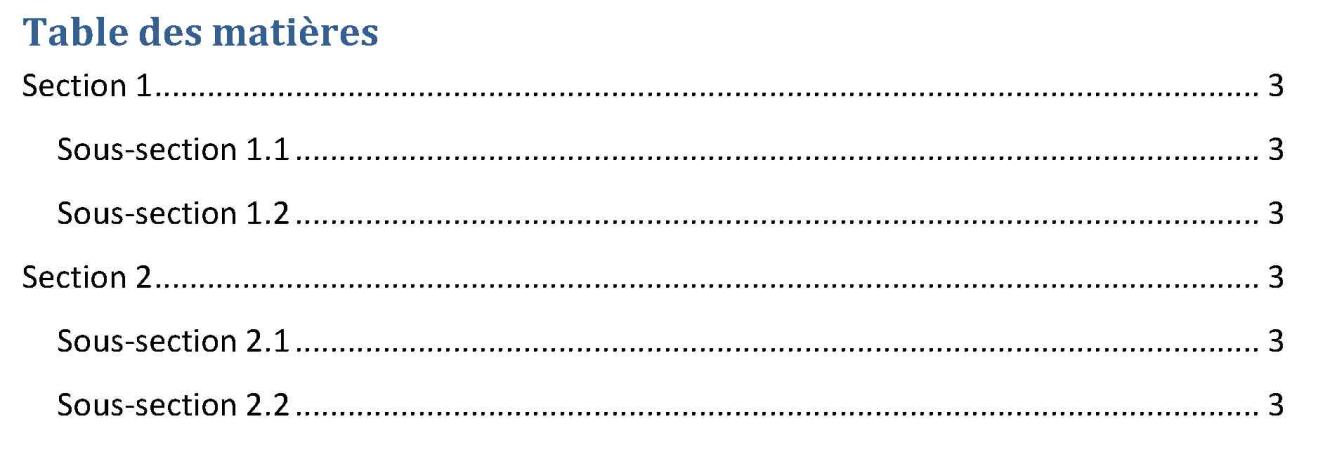 Table des matières
Section 1........................................................................................................................... 3
Sous-section 1.1........................................................................................................... 3
Sous-section 1.2........................................................................................................... 3
Section 2........................................................................................................................... 3
Sous-section 2.1........................................................................................................... 3
Sous-section 2.2........................................................................................................... 3